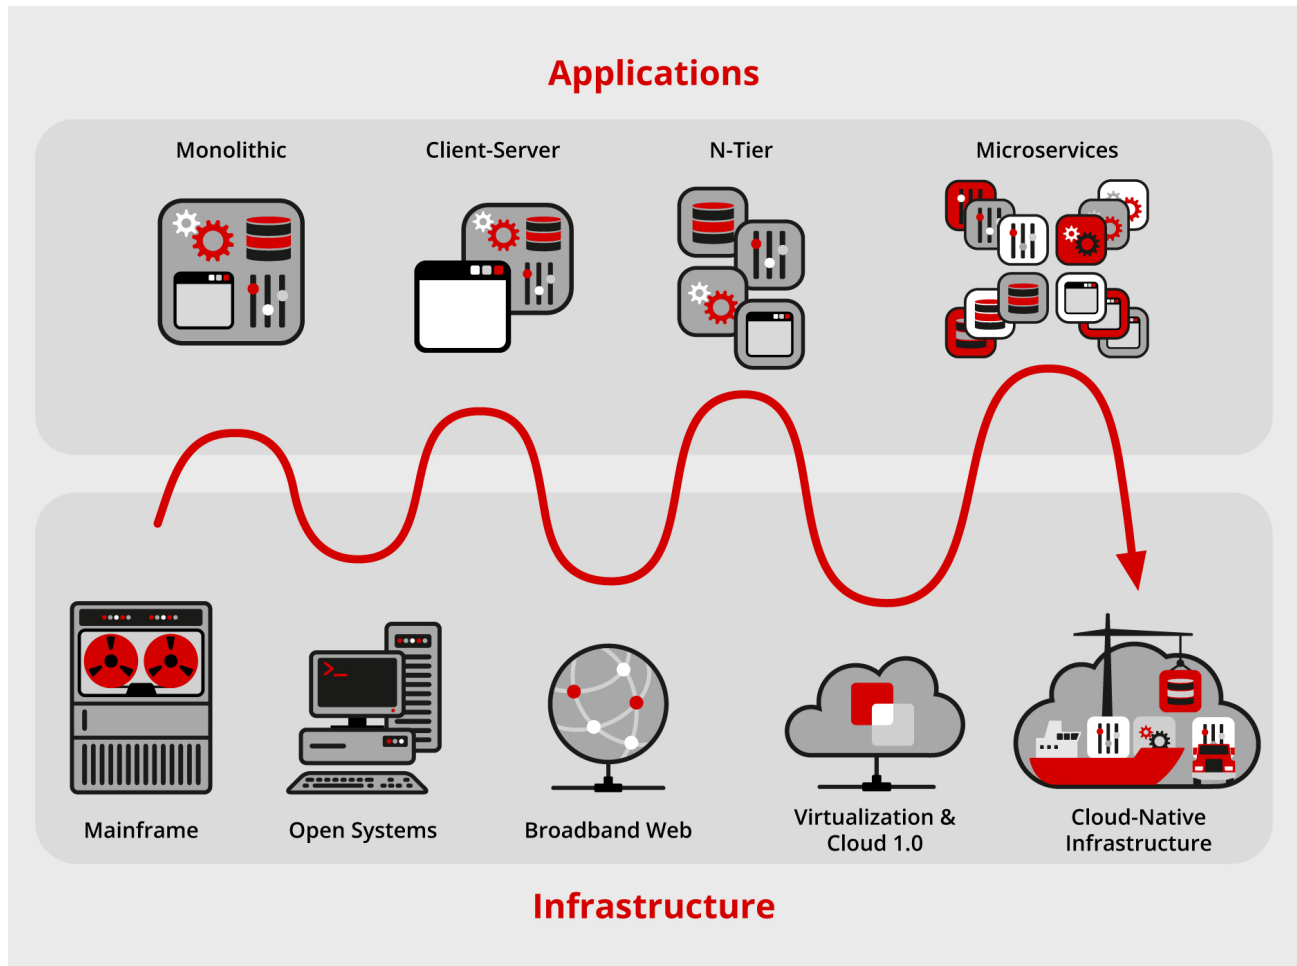 Applications
Monolithic
Client-Server
N-Tier
Microservices
>_
Mainframe
Open Systems
Broadband Web
Virtualization &
Cloud 1.0
Cloud-Native
Infrastructure
Infrastructure